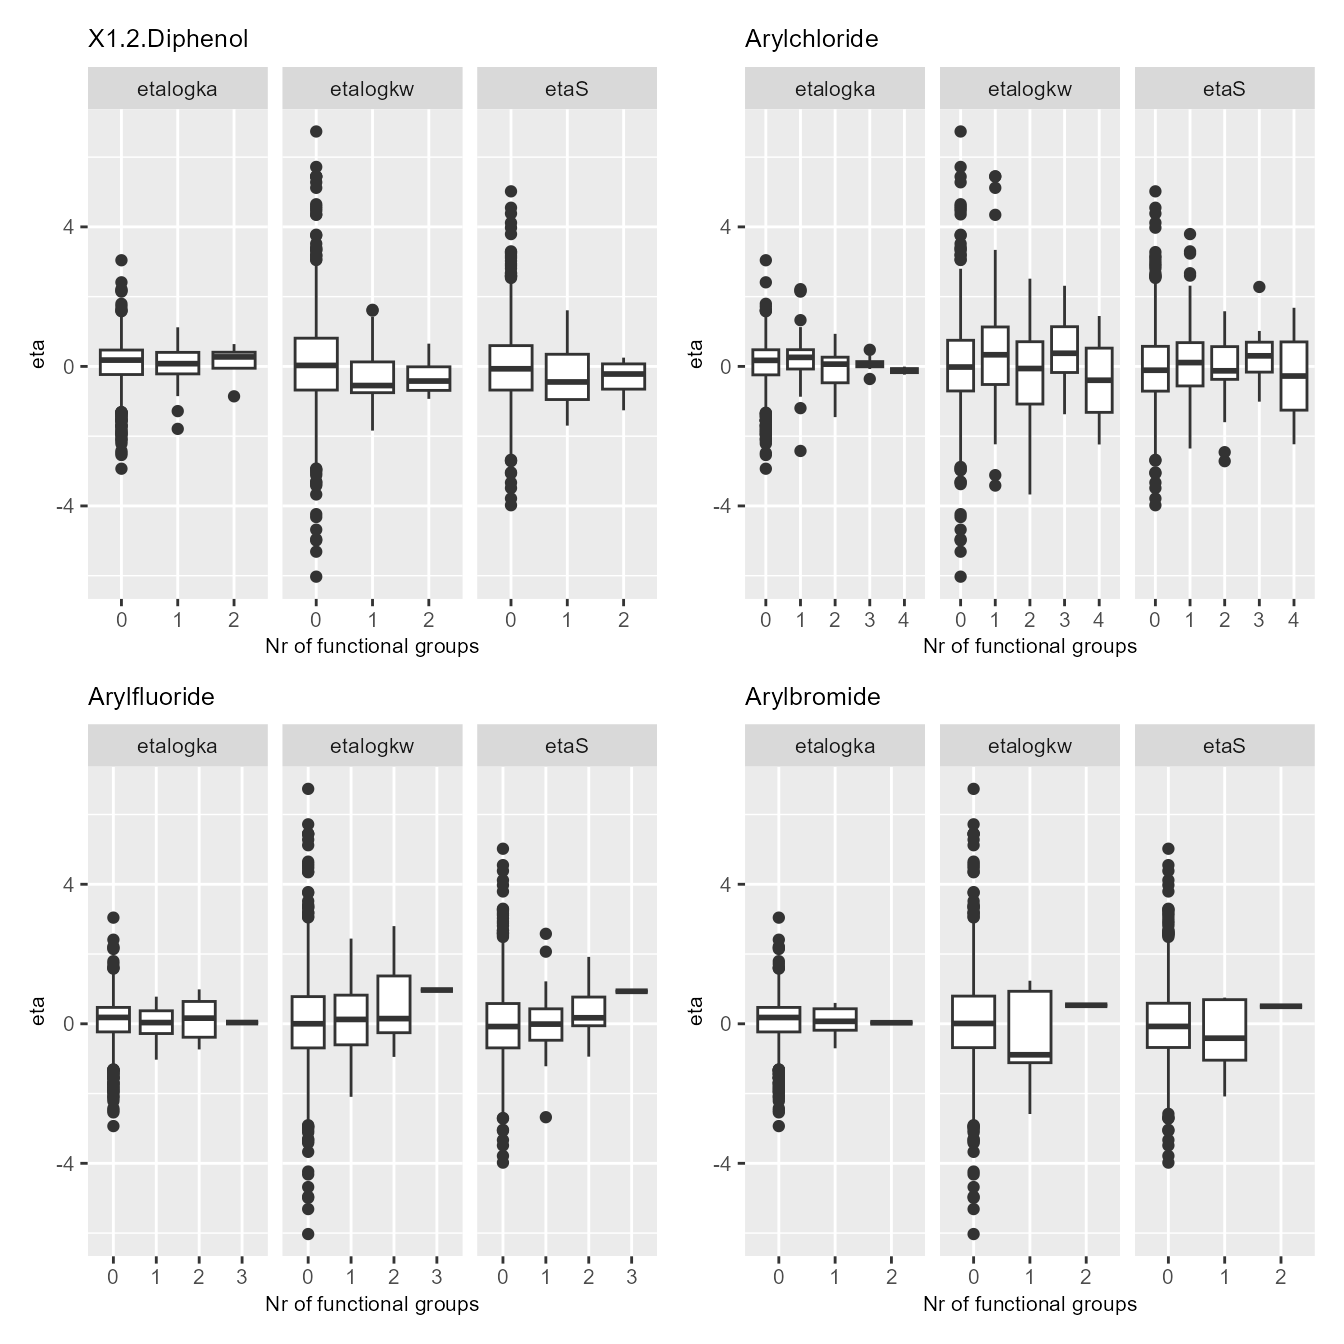 X1.2.Diphenol
etalogka etalogkw etaS
eta
4
0
-4
0 1 2 0 1 2 0 1 2
Nr of functional groups
Arylchloride
etalogka etalogkw etaS
eta
4
0
-4
0 1 2 3 4 0 1 2 3 4 0 1 2 3 4
Nr of functional groups
Arylfluoride
etalogka etalogkw etaS
eta
4
0
-4
0 1 2 3 0 1 2 3 0 1 2 3
Nr of functional groups
Arylbromide
etalogka etalogkw etaS
eta
4
0
-4
0 1 2 0 1 2 0 1 2
Nr of functional groups